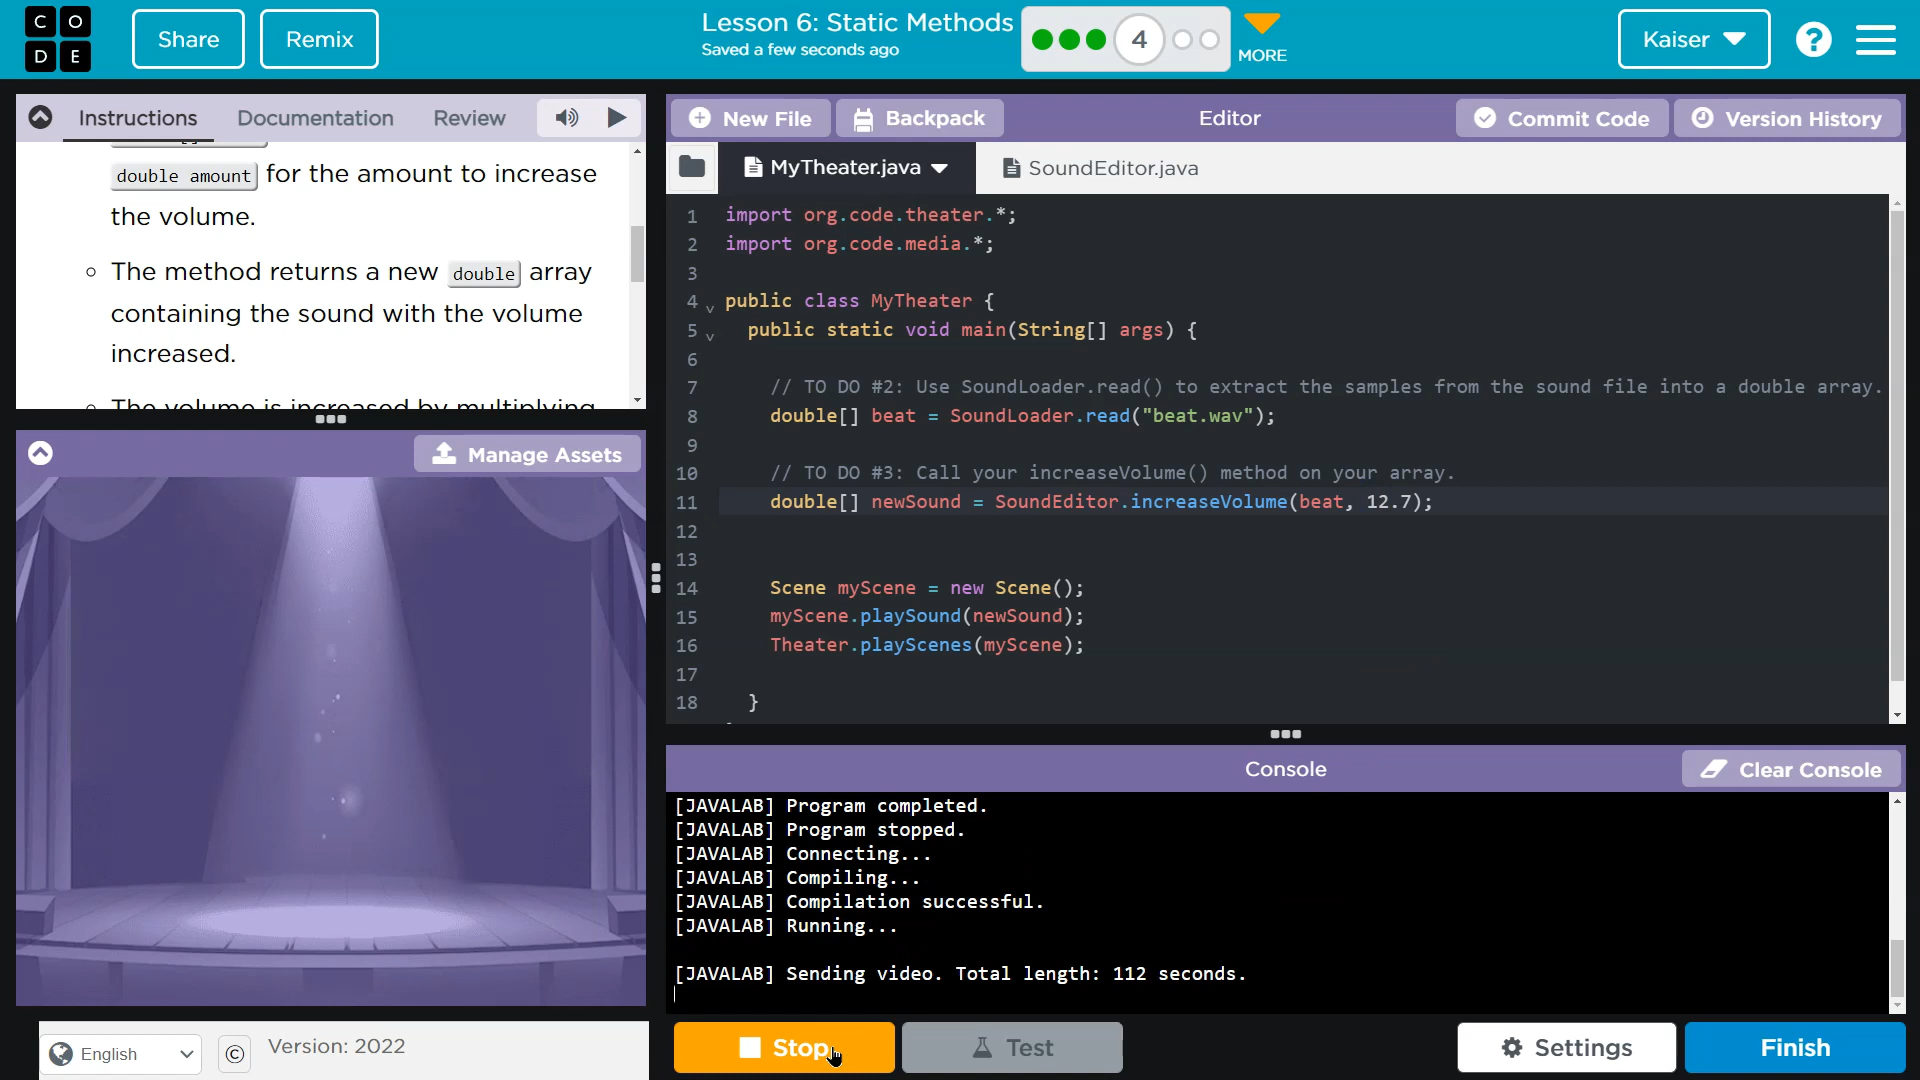 CODE
Share
Remix
Lesson 6: Static Methods
Saved a few seconds ago
4
MORE
Kaiser
?
Instructions
Documentation
Review
double amount for the amount to increase
the volume.
The method returns a new double array
containing the sound with the volume
increased.
The volume is increased by multiplying
Manage Assets
English
©
Version: 2022
New File
Backpack
Editor
Commit Code
Version History
MyTheater.java
SoundEditor.java
1 import org.code.theater.*;
2 import org.code.media.*;
3
4 public class MyTheater {
5 public static void main(String[] args) {
6
7 // TO DO #2: Use SoundLoader.read() to extract the samples from the sound file into a double array.
8 double[] beat = SoundLoader.read("beat.wav");
9
10 // TO DO #3: Call your increaseVolume() method on your array.
11 double[] newSound = SoundEditor.increaseVolume(beat, 12.7);
12
13
14 Scene myScene = new Scene();
15 myScene.playSound(newSound);
16 Theater.playScenes(myScene);
17
18 }
Console
Clear Console
[JAVALAB] Program completed.
[JAVALAB] Program stopped.
[JAVALAB] Connecting...
[JAVALAB] Compiling...
[JAVALAB] Compilation successful.
[JAVALAB] Running...
[JAVALAB] Sending video. Total length: 112 seconds.
Stop
Test
Settings
Finish